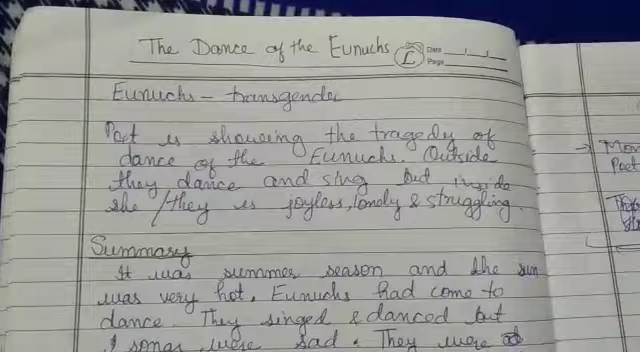 The Dance of the Eunuchs
Date
Page
Eunuchs - transgender
Poet is showing the tragedy of
dance of the Eunuchs. Outside
they dance and sing but inside
she /they is joyless, lonely & struggling.
Summary
It was summer season and the sun
was very hot. Eunuchs had come to
dance. They singed & danced but
songs were sad. They were
→ Mon
Poet